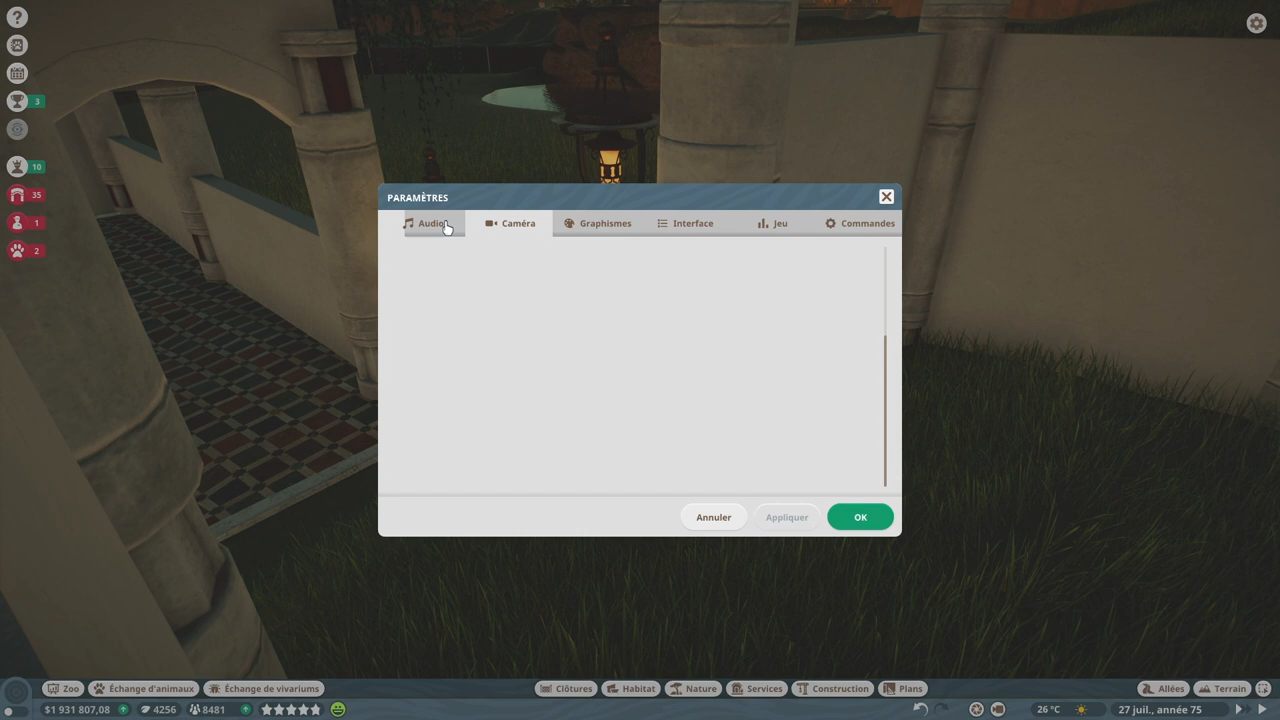 ?
3
10
35
1
2
PARAMÈTRES
Audio
Caméra
Graphismes
Interface
Jeu
Commandes
Annuler
Appliquer
OK
Zoo
Échange d'animaux
Échange de vivariums
Clôtures
Habitat
Nature
Services
Construction
Plans
Allées
Terrain
$1 931 807,08
4256
8481
26 °C
27 juil., année 75